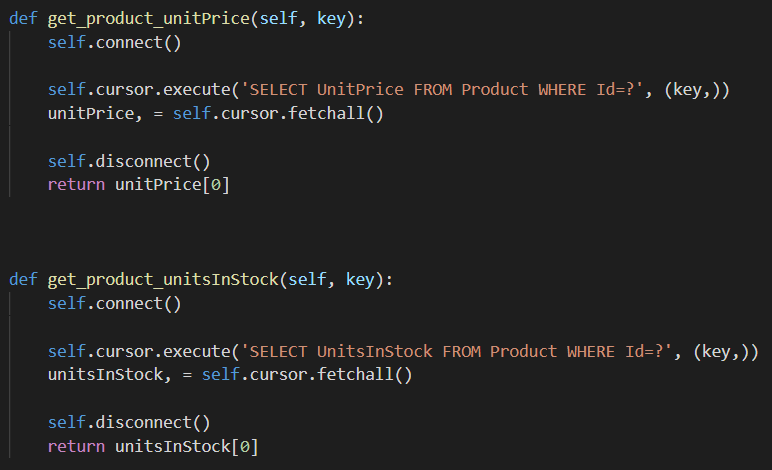 def get_product_unitPrice(self, key):
    self.connect()
    self.cursor.execute('SELECT UnitPrice FROM Product WHERE Id=?', (key,))
    unitPrice, = self.cursor.fetchall()
    self.disconnect()
    return unitPrice[0]
def get_product_unitsInStock(self, key):
    self.connect()
    self.cursor.execute('SELECT UnitsInStock FROM Product WHERE Id=?', (key,))
    unitsInStock, = self.cursor.fetchall()
    self.disconnect()
    return unitsInStock[0]